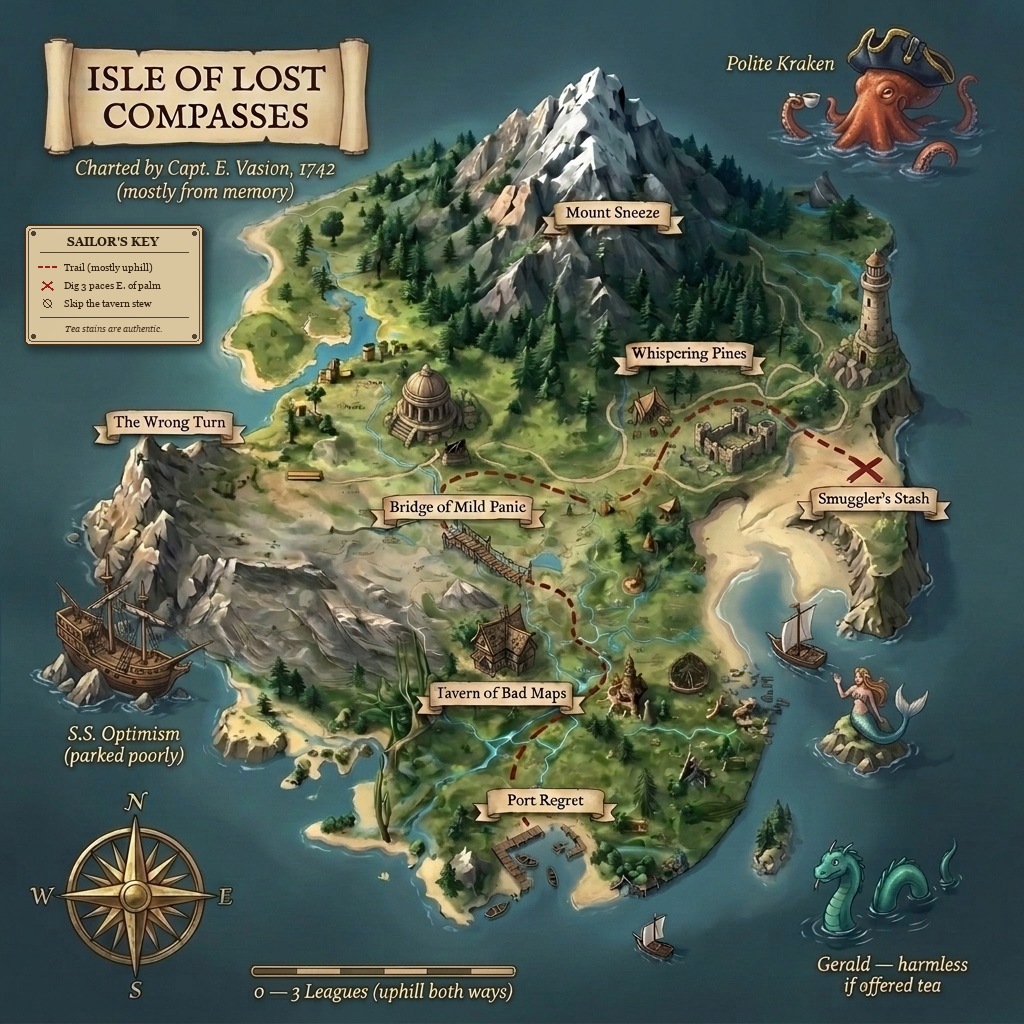 ISLE OF LOST
COMPASSES
Charted by Capt. E. Vasion, 1742
(mostly from memory)
Polite Kraken
Mount Sneeze
SAILOR'S KEY
Trail (mostly uphill)
Dig 3 paces E. of palm
Skip the tavern stew
Tea stains are authentic.
Whispering Pines
The Wrong Turn
Bridge of Mild Panic
Smuggler's Stash
Tavern of Bad Maps
S.S. Optimism
(parked poorly)
Port Regret
N
W
E
S
0 — 3 Leagues (uphill both ways)
Gerald — harmless
if offered tea